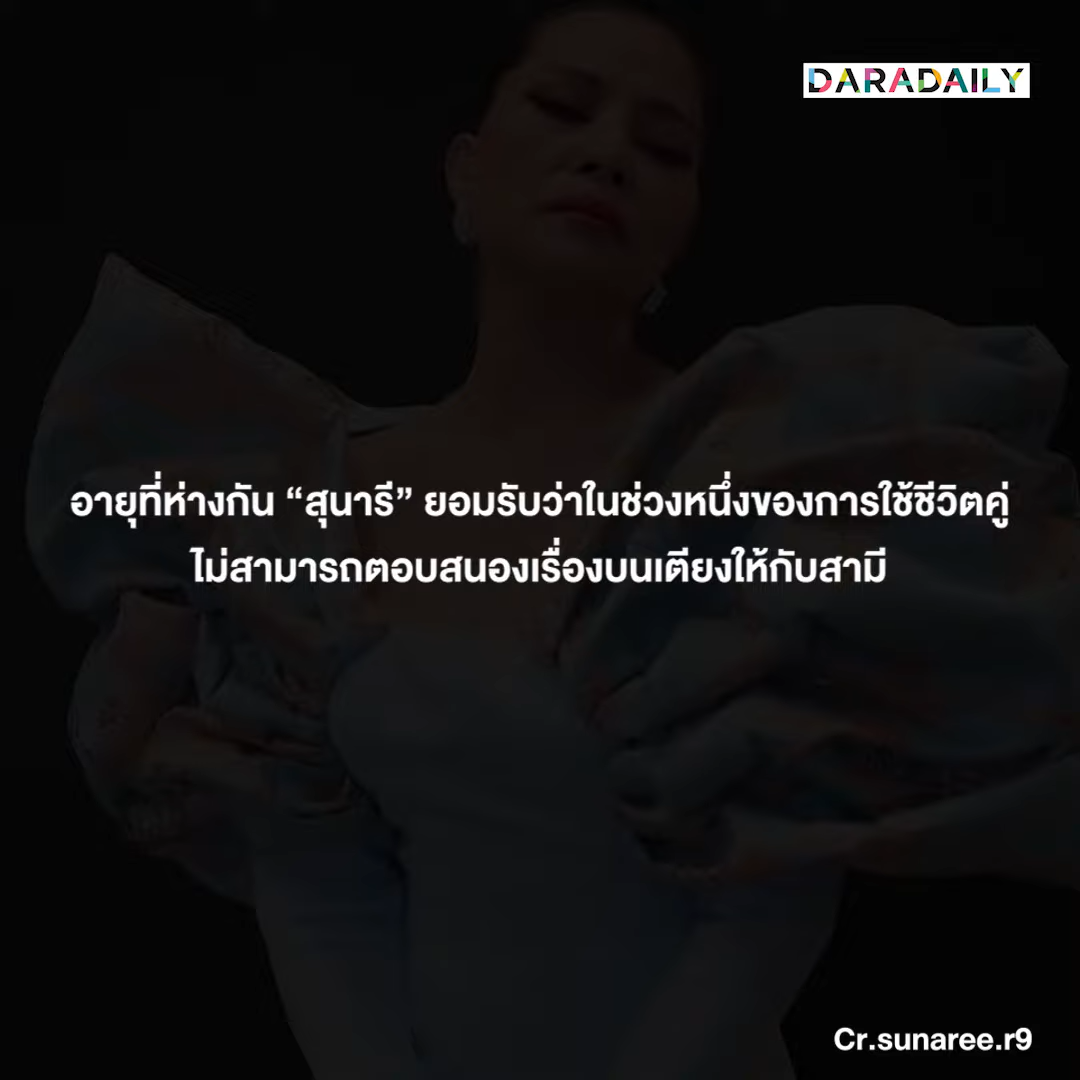 DARADAILY
อายุที่ห่างกัน “สุนารี” ยอมรับว่าในช่วงหนึ่งของการใช้ชีวิตคู่
ไม่สามารถตอบสนองเรื่องบนเตียงให้กับสามี
Cr.sunaree.r9